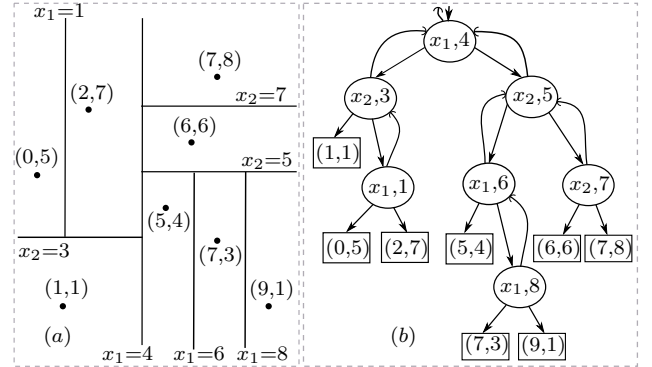 x₁=1
(2,7)
(0,5)
x₂=3
(1,1)
(a)
(7,8)
x₂=7
(6,6)
x₂=5
(5,4)
(7,3)
(9,1)
x₁=4 x₁=6 x₁=8
x₁,4
x₂,3 x₂,5
(1,1)
x₁,1 x₁,6 x₂,7
(0,5) (2,7) (5,4) (6,6) (7,8)
x₁,8
(b)
(7,3) (9,1)